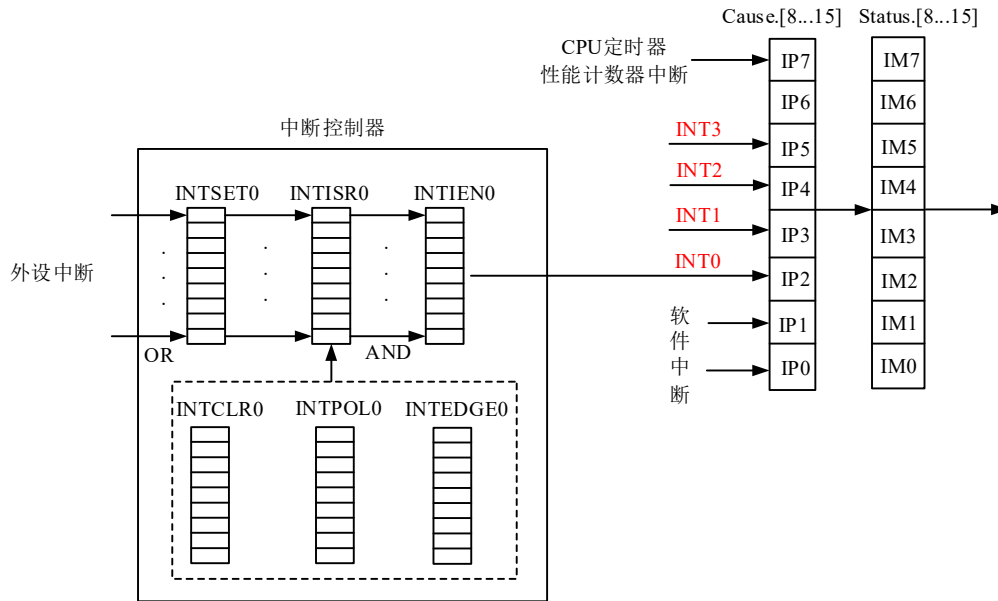 Cause.[8...15]
Status.[8...15]
CPU定时器
性能计数器中断
IP7
IM7
IP6
IM6
中断控制器
INT3
IP5
IM5
INT2
IP4
IM4
INTSET0
INTISR0
INTIEN0
INT1
IP3
IM3
外设中断
INT0
IP2
IM2
软件中断
IP1
IM1
OR
AND
IP0
IM0
INTCLR0
INTPOL0
INTEDGE0